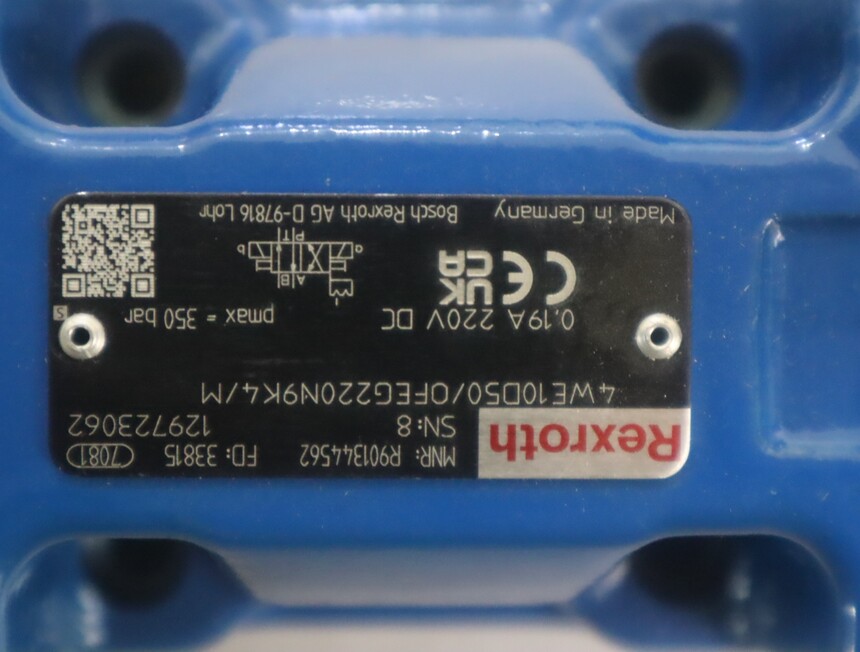 Rexroth
MNR: R901344562 FD: 33815 7081
SN: 8 129723062
4WE10D50/OFEG220N9K4/M
0.19A 220V DC pmax = 350 bar
S
CE UK CA
a b
A B
P T
Made in Germany Bosch Rexroth AG D-97816 Lohr